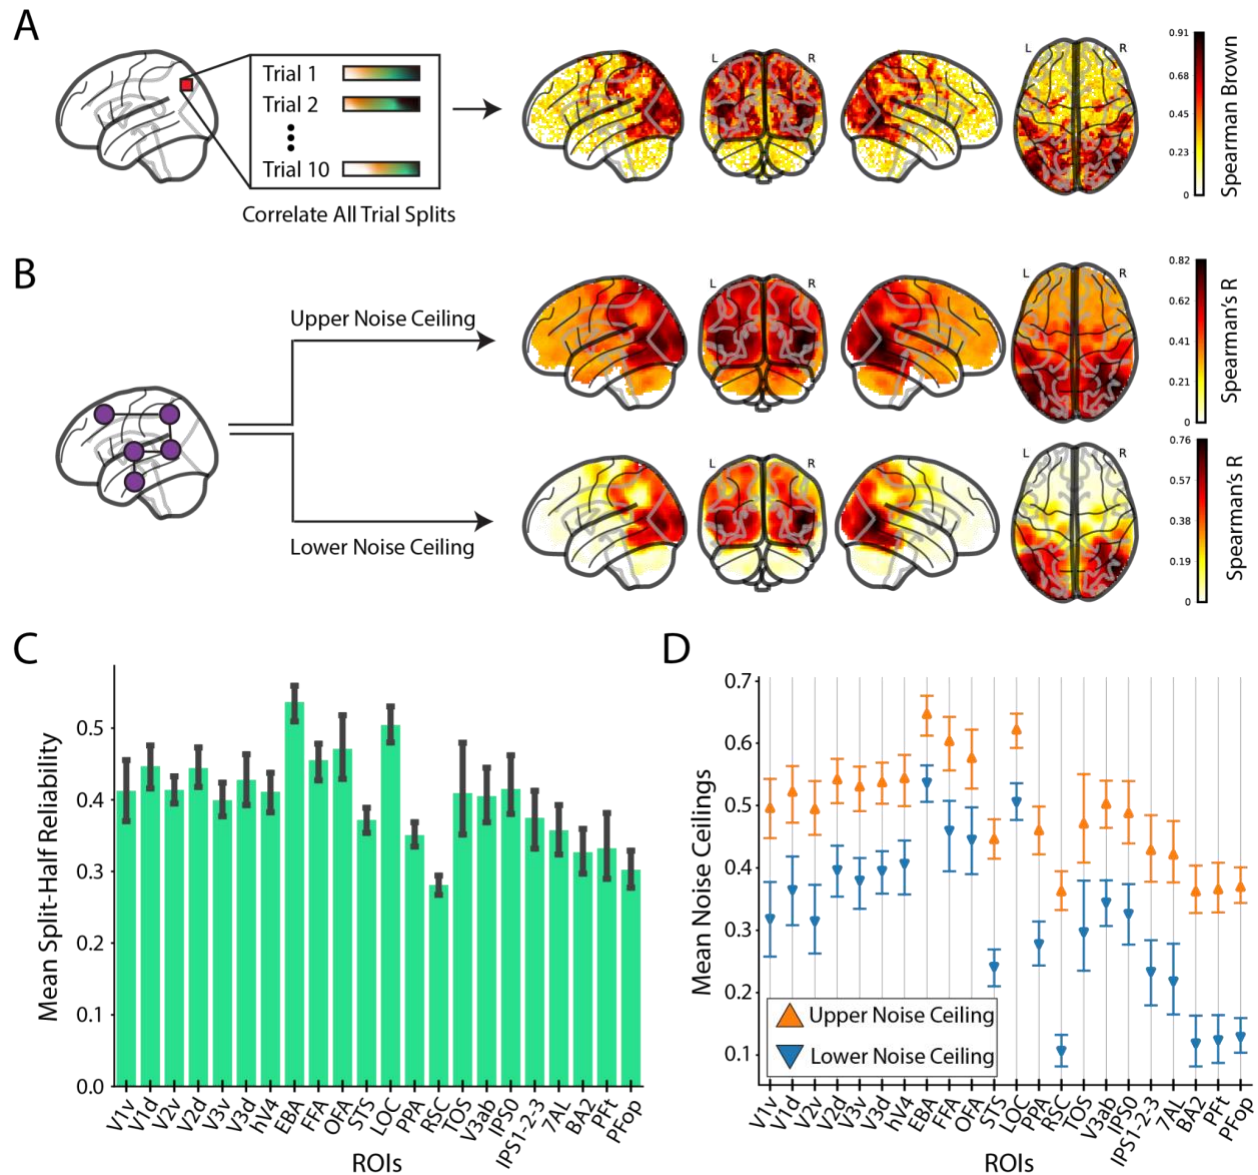 A
Trial 1
Trial 2
Trial 10
Correlate All Trial Splits
L R
L R
0.91
0.68
0.45
0.23
0
Spearman Brown
B
Upper Noise Ceiling
Lower Noise Ceiling
L R
L R
0.82
0.62
0.41
0.21
0
Spearman's R
L R
L R
0.76
0.57
0.38
0.19
0
Spearman's R
C
Mean Split-Half Reliability
0.5
0.4
0.3
0.2
0.1
0.0
V1v V1d V2v V2d V3v V3d hV4 EBA FFA OFA STS LOC PPA RSC TOS V3ab IPS0 IPS1-2-3 7AL BA2 PFt PFop
ROIs
D
Mean Noise Ceilings
0.7
0.6
0.5
0.4
0.3
0.2
0.1
Upper Noise Ceiling
Lower Noise Ceiling
V1v V1d V2v V2d V3v V3d hV4 EBA FFA OFA STS LOC PPA RSC TOS V3ab IPS0 IPS1-2-3 7AL BA2 PFt PFop
ROIs